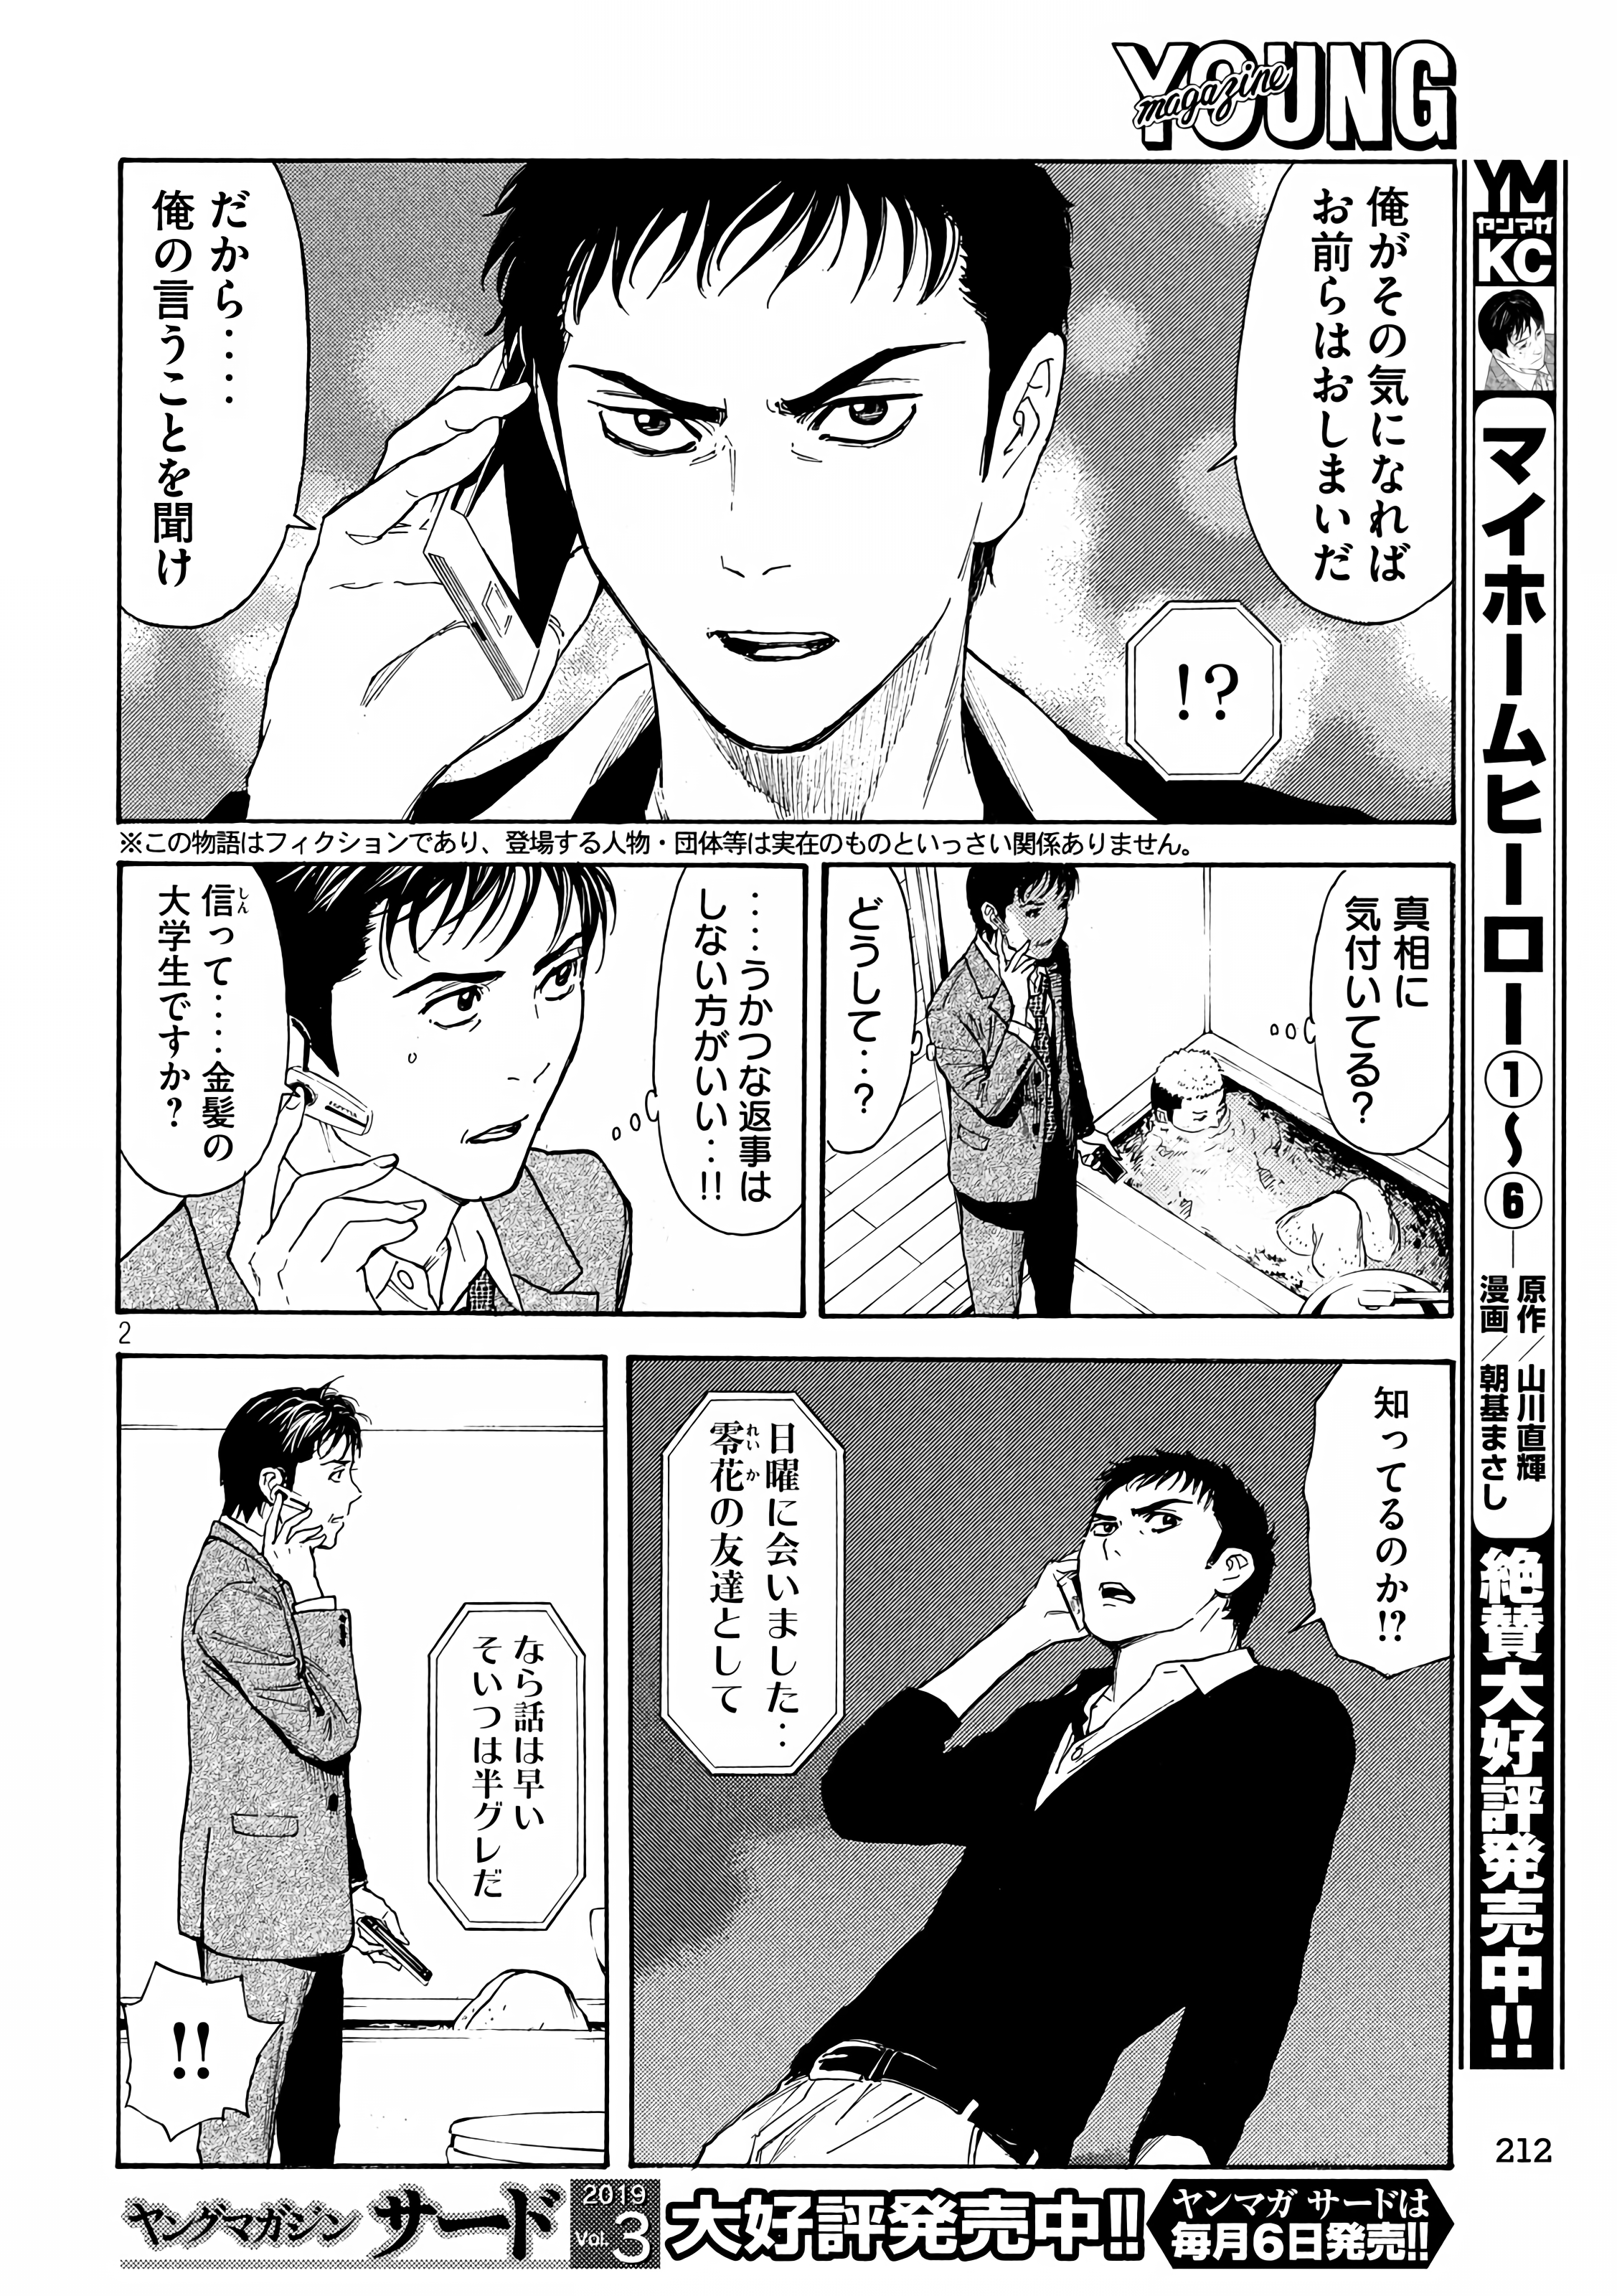 YOUNG
magazine
俺がその気になれば
お前らはおしまいだ
!?
だから‥‥
俺の言うことを聞け
※この物語はフィクションであり、登場する人物・団体等は実在のものといっさい関係ありません。
真相に
気付いてる?
どうして‥?
‥‥うかつな返事は
しない方がいい‥!!
信って‥‥金髪の
しん
大学生ですか?
2
知ってるのか!?
日曜に会いました‥
零花の友達として
れいか
なら話は早い
そいつは半グレだ
!!
YM
ヤンマガ
KC
マイホームヒーロー①〜⑥
原作/山川直輝
漫画/朝基まさし
絶賛大好評発売中!!
212
ヤングマガジン サード
2019
Vol.3
大好評発売中!!
ヤンマガ サードは
毎月6日発売!!